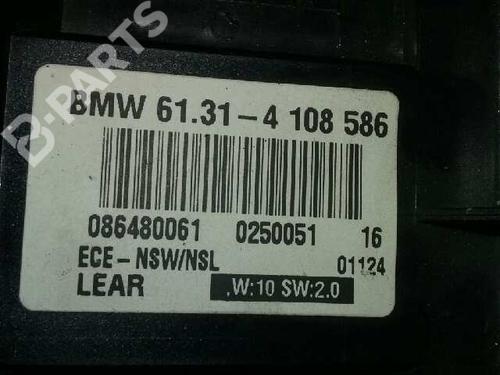 B-PARTS
BMW 61.31-4 108 586
086480061 0250051 16
ECE-NSW/NSL 01124
LEAR ,W:10 SW:2.0